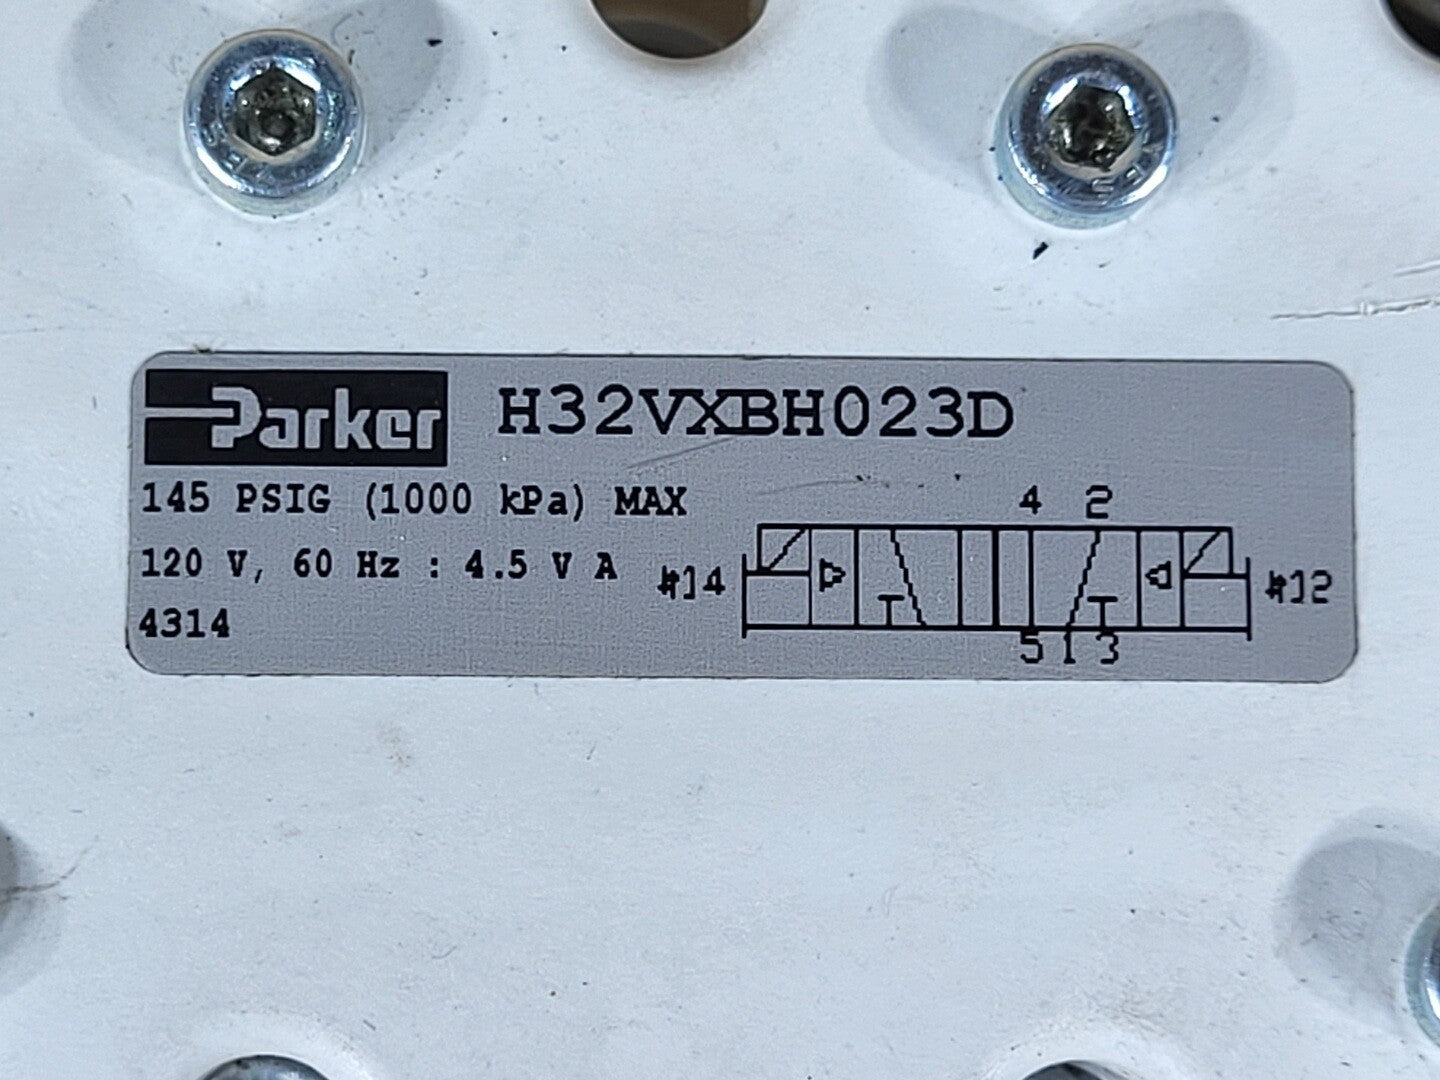 Parker H32VXBH023D
145 PSIG (1000 kPa) MAX
120 V, 60 Hz : 4.5 V A
4314
4 2
#14
#12
5 1 3